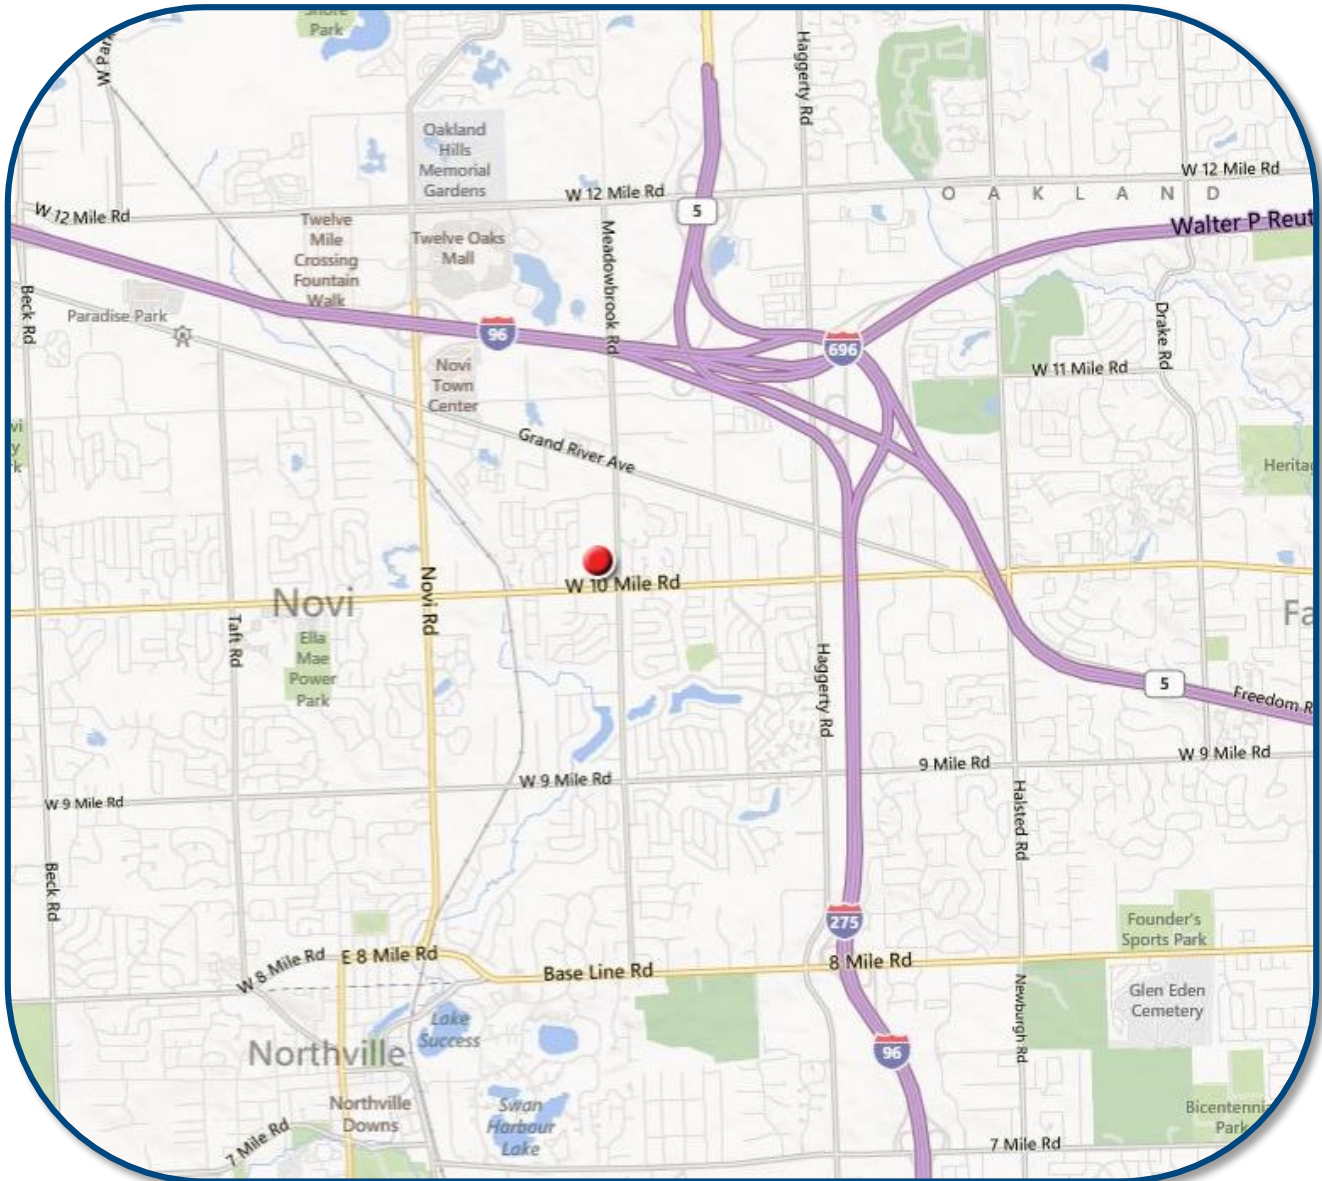 Park
W Park
Haggerty Rd
Oakland
Hills
Memorial
Gardens
W 12 Mile Rd
W 12 Mile Rd
W 12 Mile Rd
O A K L A N D
5
Walter P Reut
Twelve
Mile
Crossing
Fountain
Walk
Twelve Oaks
Mall
Meadowbrook Rd
Beck Rd
Paradise Park
96
696
Drake Rd
Novi
Town
Center
W 11 Mile Rd
Grand River Ave
Heritag
W 10 Mile Rd
Novi
Novi Rd
Taft Rd
Ella
Mae
Power
Park
Haggerty Rd
5
Freedom R
Fa
W 9 Mile Rd
9 Mile Rd
W 9 Mile Rd
W 9 Mile Rd
Halsted Rd
Beck Rd
275
Founder's
Sports Park
W 8 Mile Rd
E 8 Mile Rd
Base Line Rd
8 Mile Rd
Newburgh Rd
Glen Eden
Cemetery
Lake
Success
Northville
96
Northville
Downs
Swan
Harbour
Lake
Bicentennia
Park
7 Mile Rd
7 Mile Rd